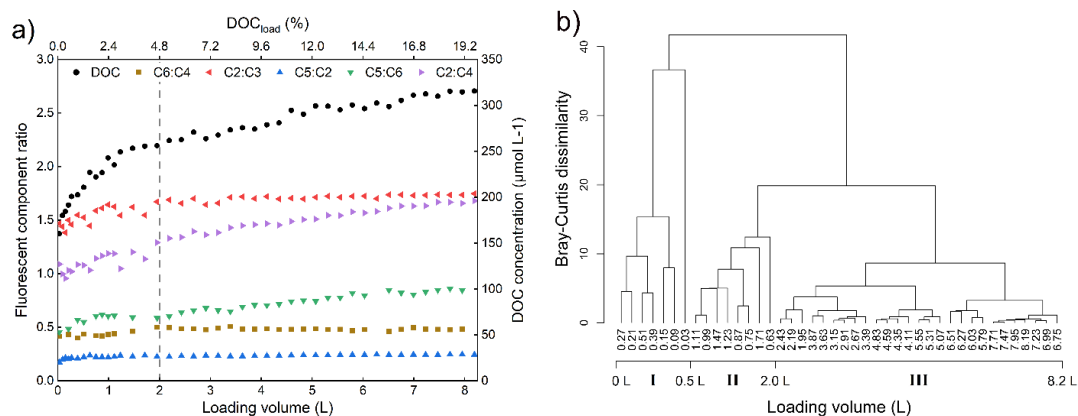 a)
DOCload (%)
0.0 2.4 4.8 7.2 9.6 12.0 14.4 16.8 19.2
3.0 2.5 2.0 1.5 1.0 0.5 0.0
Fluorescent component ratio
DOC C6:C4 C2:C3 C5:C2 C5:C6 C2:C4
350 300 250 200 150 100 50 0
DOC concentration (µmol L-1)
0 1 2 3 4 5 6 7 8
Loading volume (L)
b)
Bray-Curtis dissimilarity
40 30 20 10 0
0.27 0.21 0.51 0.39 0.15 0.09 0.03 1.11 0.99 1.47 1.23 0.87 0.75 1.71 0.63 2.43 2.19 1.95 3.87 3.63 3.15 2.91 2.67 3.39 4.83 4.59 4.35 4.11 5.55 5.31 5.07 6.51 6.27 6.03 5.79 7.71 7.47 7.95 7.23 6.99 6.75
0 L I 0.5 L II 2.0 L III 8.2 L
Loading volume (L)